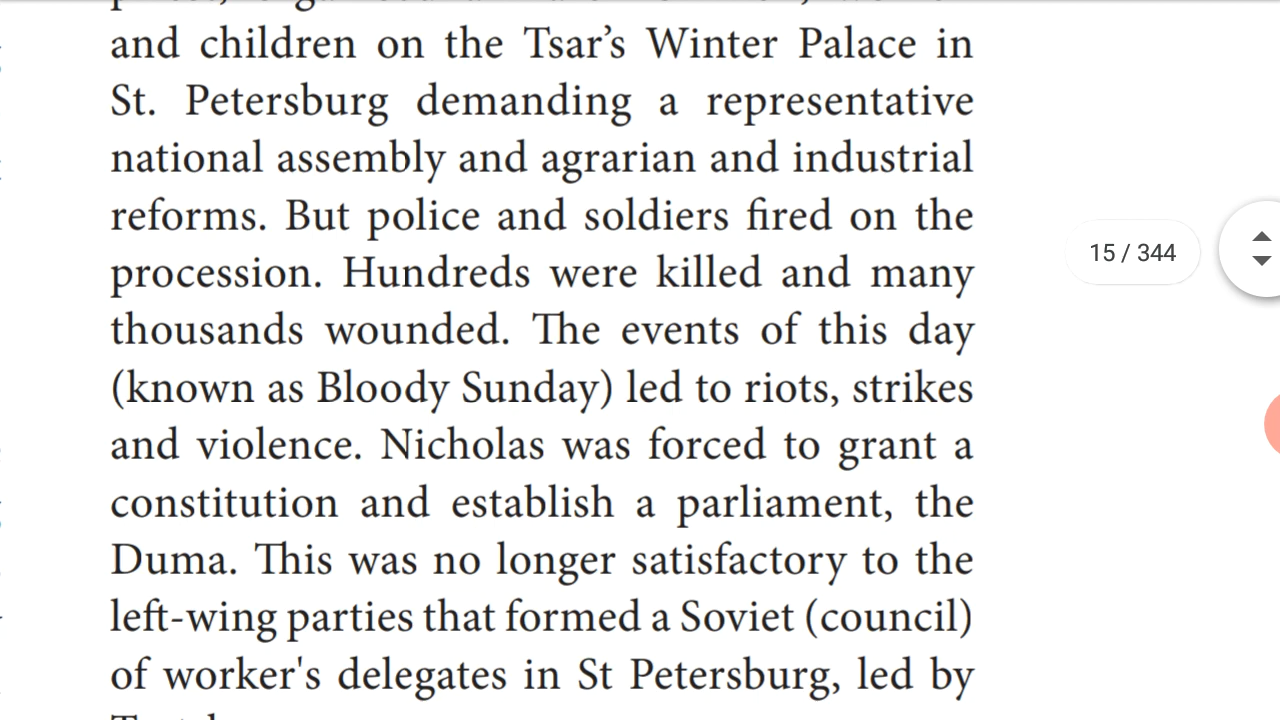 and children on the Tsar’s Winter Palace in
St. Petersburg demanding a representative
national assembly and agrarian and industrial
reforms. But police and soldiers fired on the
procession. Hundreds were killed and many
thousands wounded. The events of this day
(known as Bloody Sunday) led to riots, strikes
and violence. Nicholas was forced to grant a
constitution and establish a parliament, the
Duma. This was no longer satisfactory to the
left-wing parties that formed a Soviet (council)
of worker's delegates in St Petersburg, led by
15 / 344